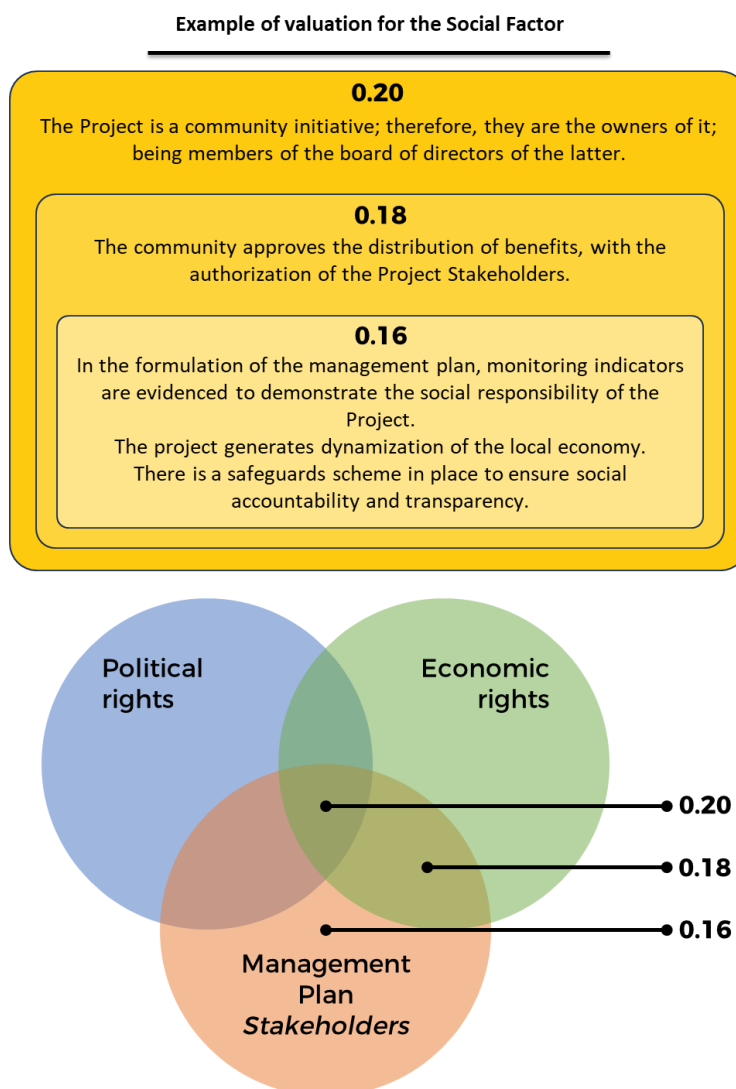 Example of valuation for the Social Factor
0.20
The Project is a community initiative; therefore, they are the owners of it;
being members of the board of directors of the latter.
0.18
The community approves the distribution of benefits, with the
authorization of the Project Stakeholders.
0.16
In the formulation of the management plan, monitoring indicators
are evidenced to demonstrate the social responsibility of the
Project.
The project generates dynamization of the local economy.
There is a safeguards scheme in place to ensure social
accountability and transparency.
Political
rights
Economic
rights
0.20
0.18
0.16
Management
Plan
Stakeholders